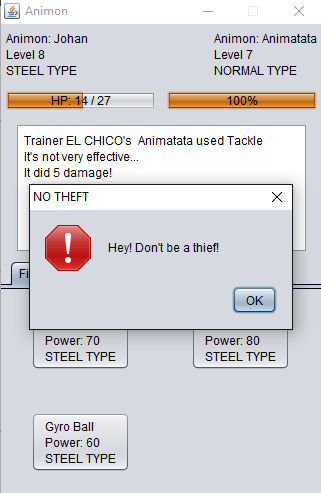 Animon
Animon: Johan
Level 8
STEEL TYPE
Animon: Animatata
Level 7
NORMAL TYPE
HP: 14 / 27
100%
Trainer EL CHICO's  Animatata used Tackle
It's not very effective...
It did 5 damage!
NO THEFT
Hey! Don't be a thief!
OK
Fi
Power: 70
STEEL TYPE
Power: 80
STEEL TYPE
Gyro Ball
Power: 60
STEEL TYPE